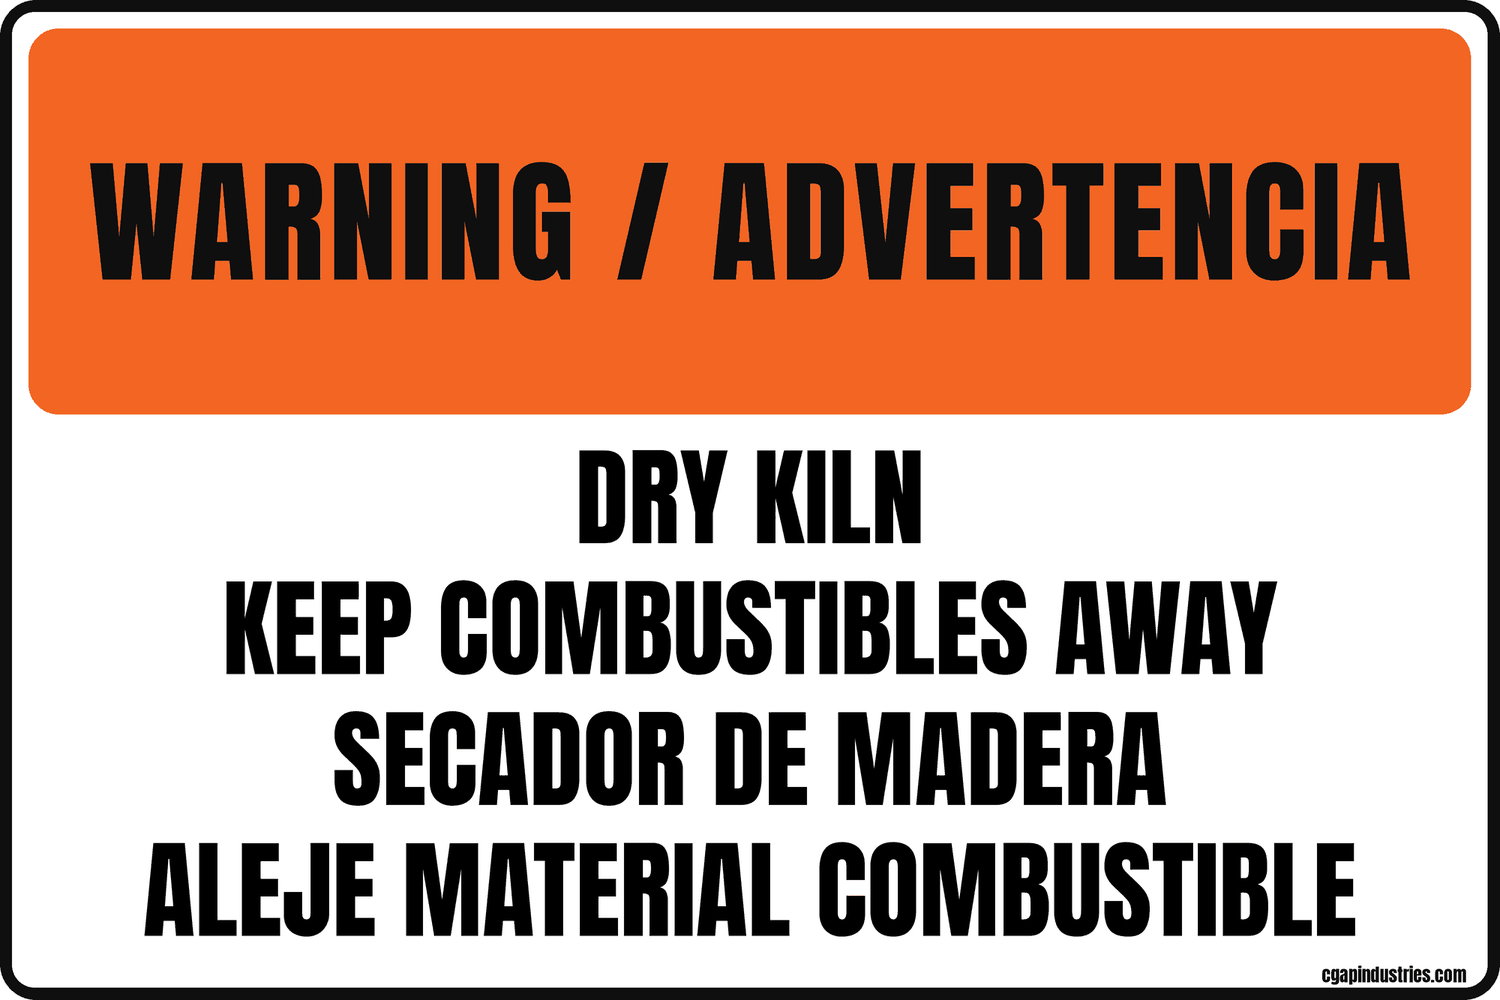 WARNING / ADVERTENCIA
DRY KILN
KEEP COMBUSTIBLES AWAY
SECADOR DE MADERA
ALEJE MATERIAL COMBUSTIBLE
cgapindustries.com